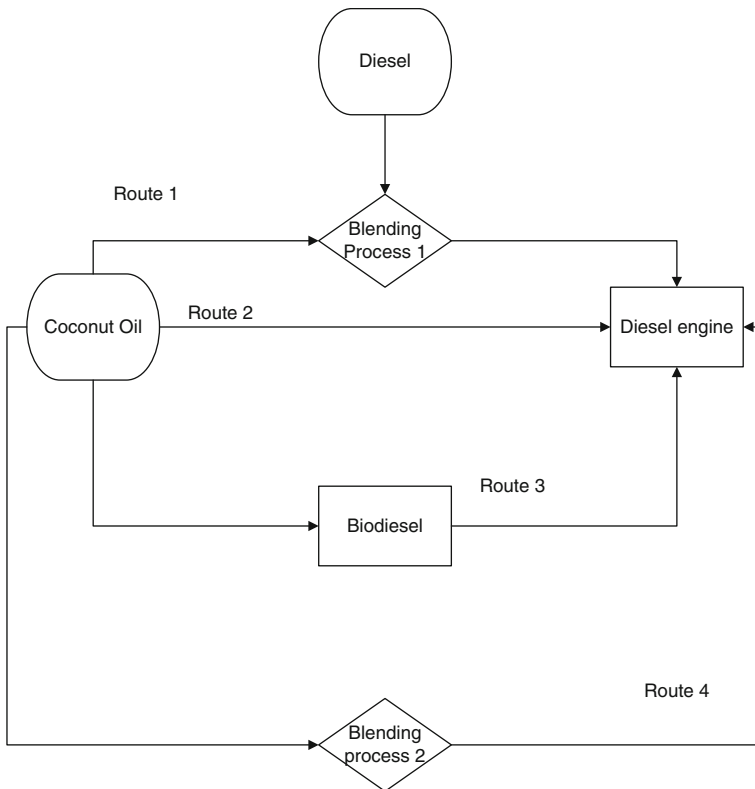 Diesel
Route 1
Blending
Process 1
Coconut Oil
Route 2
Diesel engine
Route 3
Biodiesel
Route 4
Blending
process 2